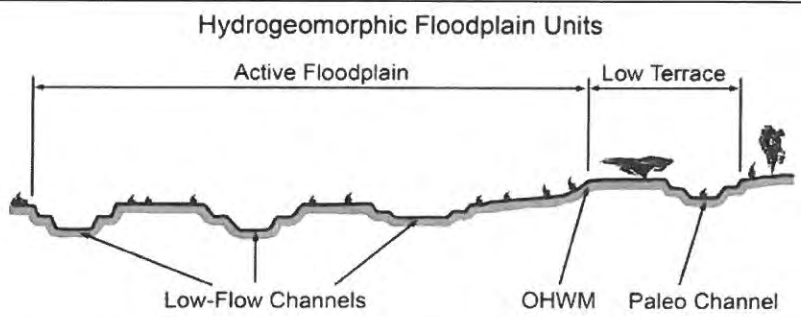 Hydrogeomorphic Floodplain Units
Active Floodplain
Low Terrace
Low-Flow Channels
OHWM
Paleo Channel